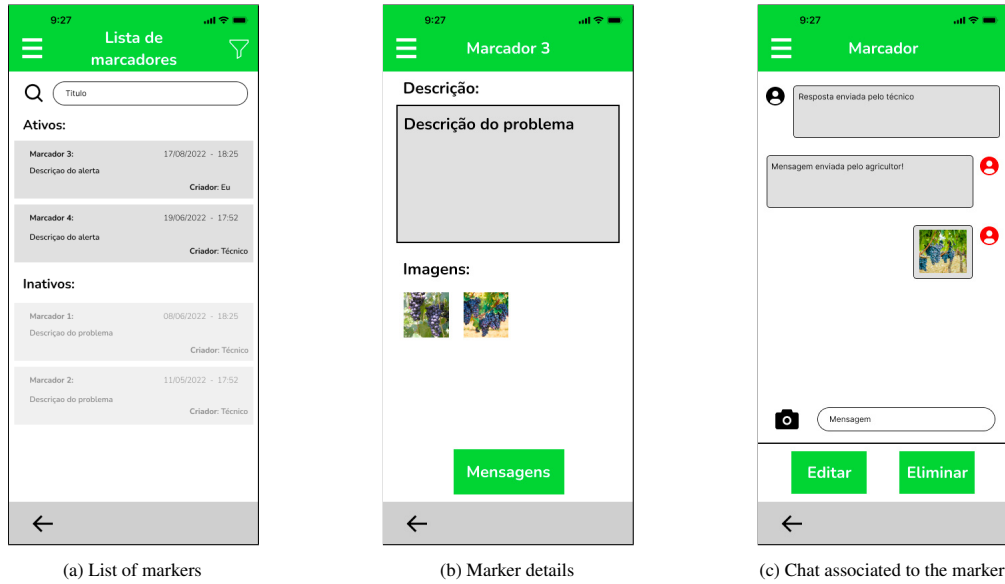 9:27
Lista de
marcadores
Titulo
Ativos:
Marcador 3:
17/08/2022 - 18:25
Descriçao do alerta
Criador: Eu
Marcador 4:
19/06/2022 - 17:52
Descriçao do alerta
Criador: Técnico
Inativos:
Marcador 1:
08/06/2022 - 18:25
Descriçao do problema
Criador: Técnico
Marcador 2:
11/05/2022 - 17:52
Descriçao do problema
Criador: Técnico
(a) List of markers
9:27
Marcador 3
Descrição:
Descrição do problema
Imagens:
Mensagens
(b) Marker details
9:27
Marcador
Resposta enviada pelo técnico
Mensagem enviada pelo agricultor!
Mensagem
Editar
Eliminar
(c) Chat associated to the marker